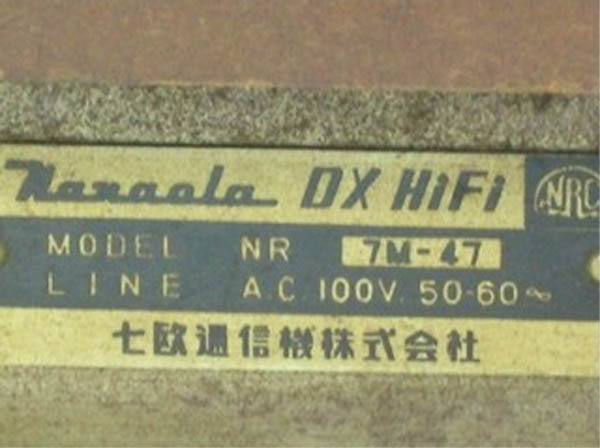 Nanaola DX HiFi NRC
MODEL NR 7M-47
LINE A.C. 100V. 50-60∾
七欧通信機株式会社